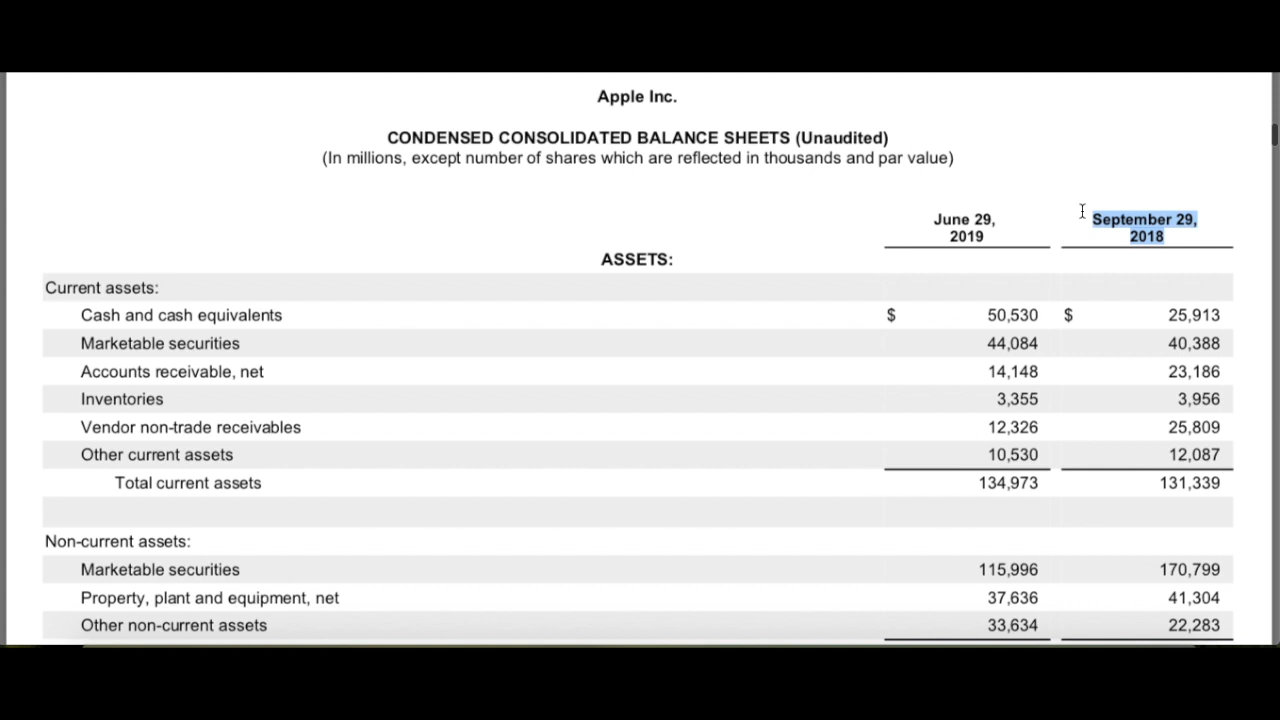 Apple Inc.
CONDENSED CONSOLIDATED BALANCE SHEETS (Unaudited)
(In millions, except number of shares which are reflected in thousands and par value)
June 29, 2019 September 29, 2018
ASSETS:
Current assets:
Cash and cash equivalents $ 50,530 $ 25,913
Marketable securities 44,084 40,388
Accounts receivable, net 14,148 23,186
Inventories 3,355 3,956
Vendor non-trade receivables 12,326 25,809
Other current assets 10,530 12,087
Total current assets 134,973 131,339
Non-current assets:
Marketable securities 115,996 170,799
Property, plant and equipment, net 37,636 41,304
Other non-current assets 33,634 22,283